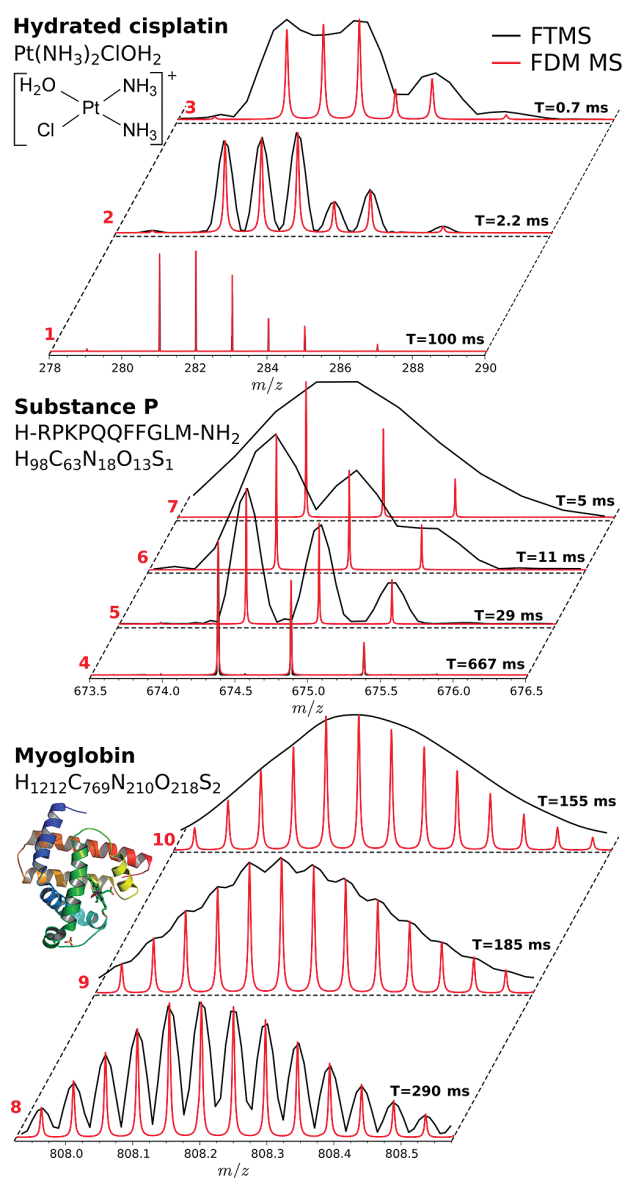 Hydrated cisplatin
Pt(NH₃)₂ClOH₂
H₂O
NH₃
Pt
Cl
NH₃
+
FTMS
FDM MS
3
T=0.7 ms
2
T=2.2 ms
1
T=100 ms
278 280 282 284 286 288 290
m/z
Substance P
H-RPKPQQFFGLM-NH₂
H₉₈C₆₃N₁₈O₁₃S₁
7
T=5 ms
6
T=11 ms
5
T=29 ms
4
T=667 ms
673.5 674.0 674.5 675.0 675.5 676.0 676.5
m/z
Myoglobin
H₁₂₁₂C₇₆₉N₂₁₀O₂₁₈S₂
10
T=155 ms
9
T=185 ms
8
T=290 ms
808.0 808.1 808.2 808.3 808.4 808.5
m/z